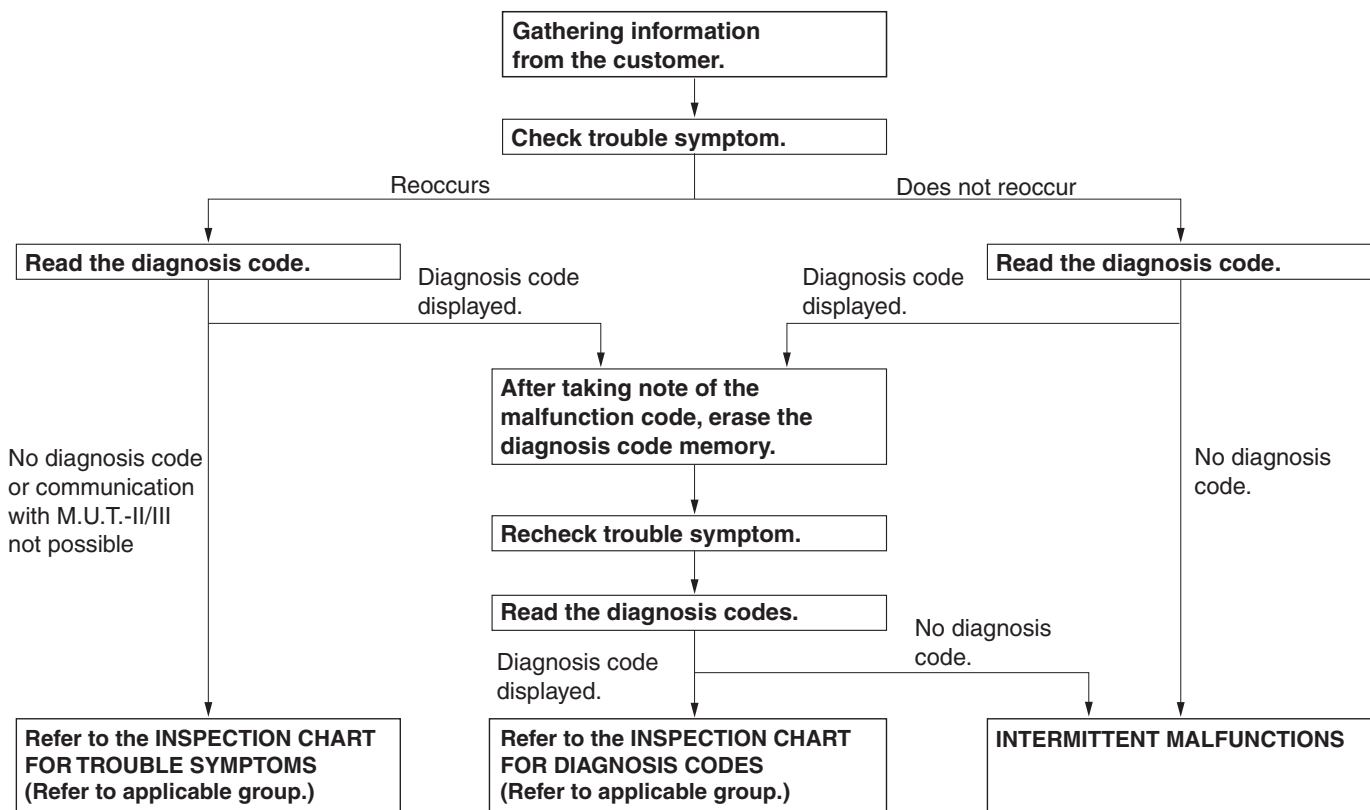 Gathering information
from the customer.
Check trouble symptom.
Reoccurs
Does not reoccur
Read the diagnosis code.
Read the diagnosis code.
Diagnosis code
displayed.
Diagnosis code
displayed.
After taking note of the
malfunction code, erase the
diagnosis code memory.
No diagnosis code
or communication
with M.U.T.-II/III
not possible
No diagnosis
code.
Recheck trouble symptom.
Read the diagnosis codes.
No diagnosis
code.
Diagnosis code
displayed.
Refer to the INSPECTION CHART
FOR TROUBLE SYMPTOMS
(Refer to applicable group.)
Refer to the INSPECTION CHART
FOR DIAGNOSIS CODES
(Refer to applicable group.)
INTERMITTENT MALFUNCTIONS